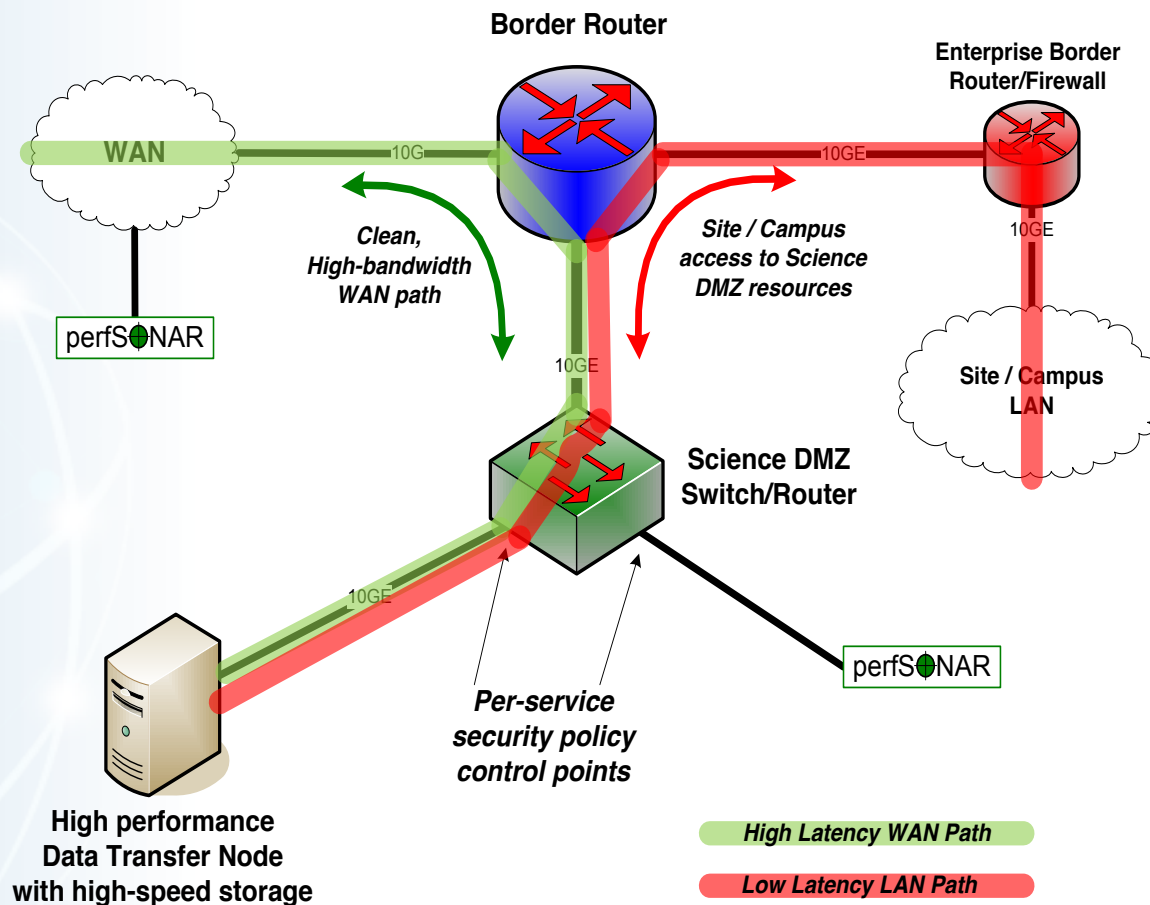 Border Router
Enterprise Border
Router/Firewall
WAN
10G
10GE
10GE
Clean,
High-bandwidth
WAN path
Site / Campus
access to Science
DMZ resources
perfSONAR
10GE
Site / Campus
LAN
Science DMZ
Switch/Router
10GE
perfSONAR
Per-service
security policy
control points
High performance
Data Transfer Node
with high-speed storage
High Latency WAN Path
Low Latency LAN Path